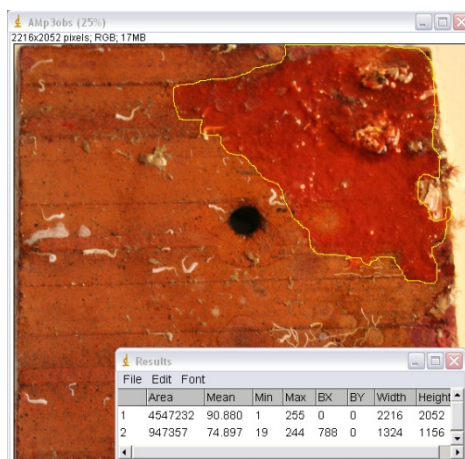 AMp3obs (25%)
2216x2052 pixels; RGB; 17MB
Results
File Edit Font
Area Mean Min Max BX BY Width Height
1 4547232 90.880 1 255 0 0 2216 2052
2 947357 74.897 19 244 788 0 1324 1156